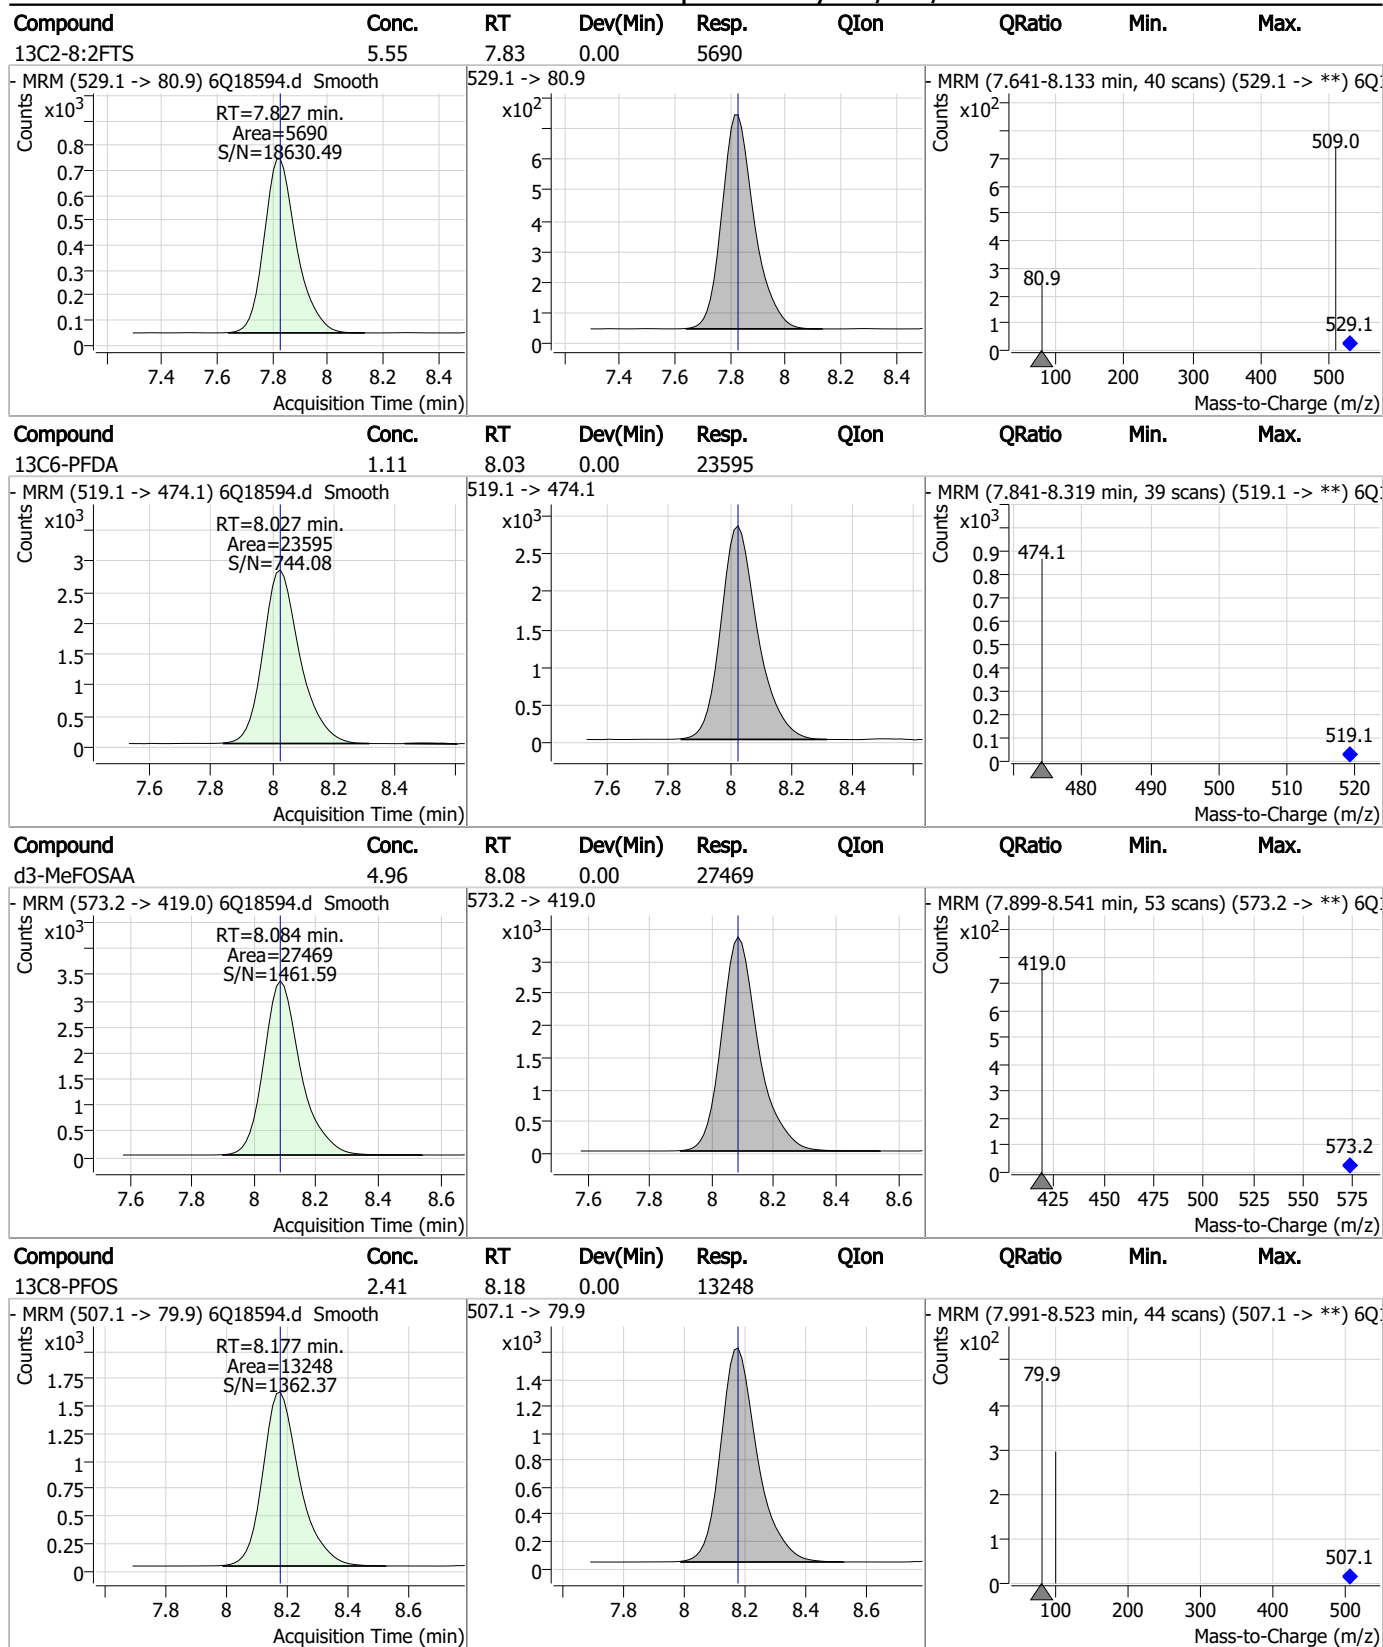 Compound Conc. RT Dev(Min) Resp. QIon QRatio Min. Max.
13C2-8:2FTS 5.55 7.83 0.00 5690
- MRM (529.1 -> 80.9) 6Q18594.d Smooth
Counts
x10³
RT=7.827 min.
Area=5690
S/N=18630.49
0.8
0.7
0.6
0.5
0.4
0.3
0.2
0.1
0
7.4 7.6 7.8 8 8.2 8.4
Acquisition Time (min)
529.1 -> 80.9
x10²
6
5
4
3
2
1
0
7.4 7.6 7.8 8 8.2 8.4
- MRM (7.641-8.133 min, 40 scans) (529.1 -> **) 6Q
Counts
x10²
509.0
7
6
5
4
3
80.9
2
1
529.1
0
100 200 300 400 500
Mass-to-Charge (m/z)
Compound Conc. RT Dev(Min) Resp. QIon QRatio Min. Max.
13C6-PFDA 1.11 8.03 0.00 23595
- MRM (519.1 -> 474.1) 6Q18594.d Smooth
Counts
x10³
RT=8.027 min.
Area=23595
S/N=744.08
3
2.5
2
1.5
1
0.5
0
7.6 7.8 8 8.2 8.4
Acquisition Time (min)
519.1 -> 474.1
x10³
2.5
2
1.5
1
0.5
0
7.6 7.8 8 8.2 8.4
- MRM (7.841-8.319 min, 39 scans) (519.1 -> **) 6Q
Counts
x10³
0.9 474.1
0.8
0.7
0.6
0.5
0.4
0.3
0.2
0.1 519.1
0
480 490 500 510 520
Mass-to-Charge (m/z)
Compound Conc. RT Dev(Min) Resp. QIon QRatio Min. Max.
d3-MeFOSAA 4.96 8.08 0.00 27469
- MRM (573.2 -> 419.0) 6Q18594.d Smooth
Counts
x10³
RT=8.084 min.
Area=27469
S/N=1461.59
3.5
3
2.5
2
1.5
1
0.5
0
7.6 7.8 8 8.2 8.4 8.6
Acquisition Time (min)
573.2 -> 419.0
x10³
3
2.5
2
1.5
1
0.5
0
7.6 7.8 8 8.2 8.4 8.6
- MRM (7.899-8.541 min, 53 scans) (573.2 -> **) 6Q
Counts
x10²
419.0
7
6
5
4
3
2
1 573.2
0
425 450 475 500 525 550 575
Mass-to-Charge (m/z)
Compound Conc. RT Dev(Min) Resp. QIon QRatio Min. Max.
13C8-PFOS 2.41 8.18 0.00 13248
- MRM (507.1 -> 79.9) 6Q18594.d Smooth
Counts
x10³
RT=8.177 min.
Area=13248
S/N=1362.37
1.75
1.5
1.25
1
0.75
0.5
0.25
0
7.8 8 8.2 8.4 8.6
Acquisition Time (min)
507.1 -> 79.9
x10³
1.4
1.2
1
0.8
0.6
0.4
0.2
0
7.8 8 8.2 8.4 8.6
- MRM (7.991-8.523 min, 44 scans) (507.1 -> **) 6Q
Counts
x10²
79.9
4
3
2
1
507.1
0
100 200 300 400 500
Mass-to-Charge (m/z)